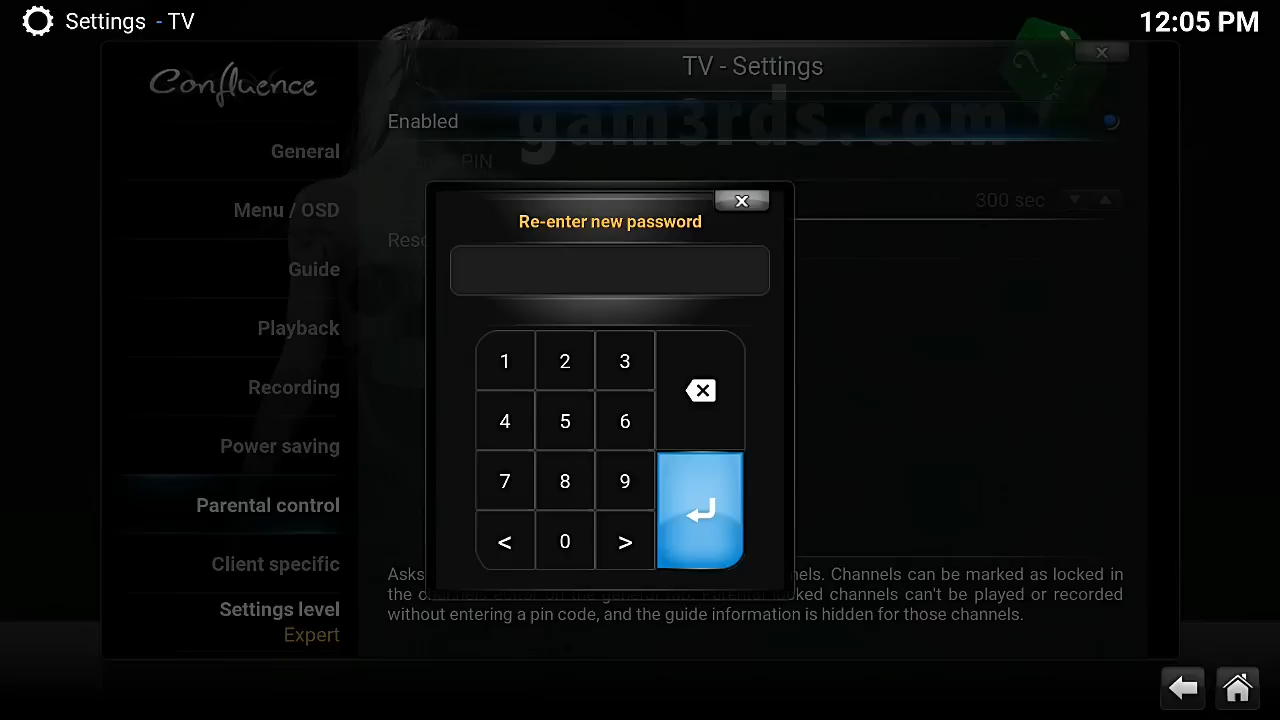 Settings - TV
12:05 PM
Confluence
TV - Settings
x
gam3rds.com
Enabled
General
PIN
Menu / OSD
300 sec
Re-enter new password
x
Guide
Playback
Recording
Power saving
Parental control
Client specific
Settings level
Expert
1 2 3
4 5 6
7 8 9
< 0 >
Asks
Channels can be marked as locked in
the
locked channels can't be played or recorded
without entering a pin code, and the guide information is hidden for those channels.